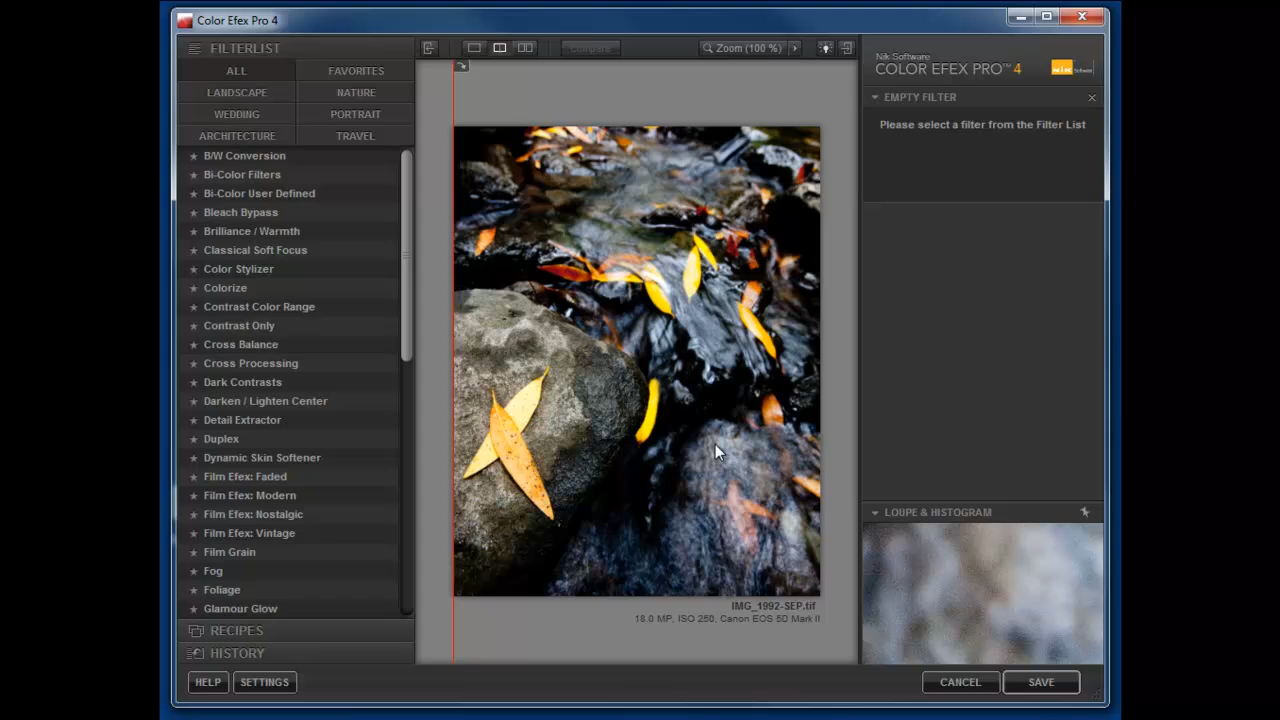 Color Efex Pro 4
FILTERLIST
ALL
FAVORITES
LANDSCAPE
NATURE
WEDDING
PORTRAIT
ARCHITECTURE
TRAVEL
B/W Conversion
Bi-Color Filters
Bi-Color User Defined
Bleach Bypass
Brilliance / Warmth
Classical Soft Focus
Color Stylizer
Colorize
Contrast Color Range
Contrast Only
Cross Balance
Cross Processing
Dark Contrasts
Darken / Lighten Center
Detail Extractor
Duplex
Dynamic Skin Softener
Film Efex: Faded
Film Efex: Modern
Film Efex: Nostalgic
Film Efex: Vintage
Film Grain
Fog
Foliage
Glamour Glow
RECIPES
HISTORY
HELP
SETTINGS
Compare
Zoom (100 %)
IMG_1992-SEP.tif
18.0 MP, ISO 250, Canon EOS 5D Mark II
Nik Software
COLOR EFEX PRO™ 4
nik Software
EMPTY FILTER
Please select a filter from the Filter List
LOUPE & HISTOGRAM
CANCEL
SAVE